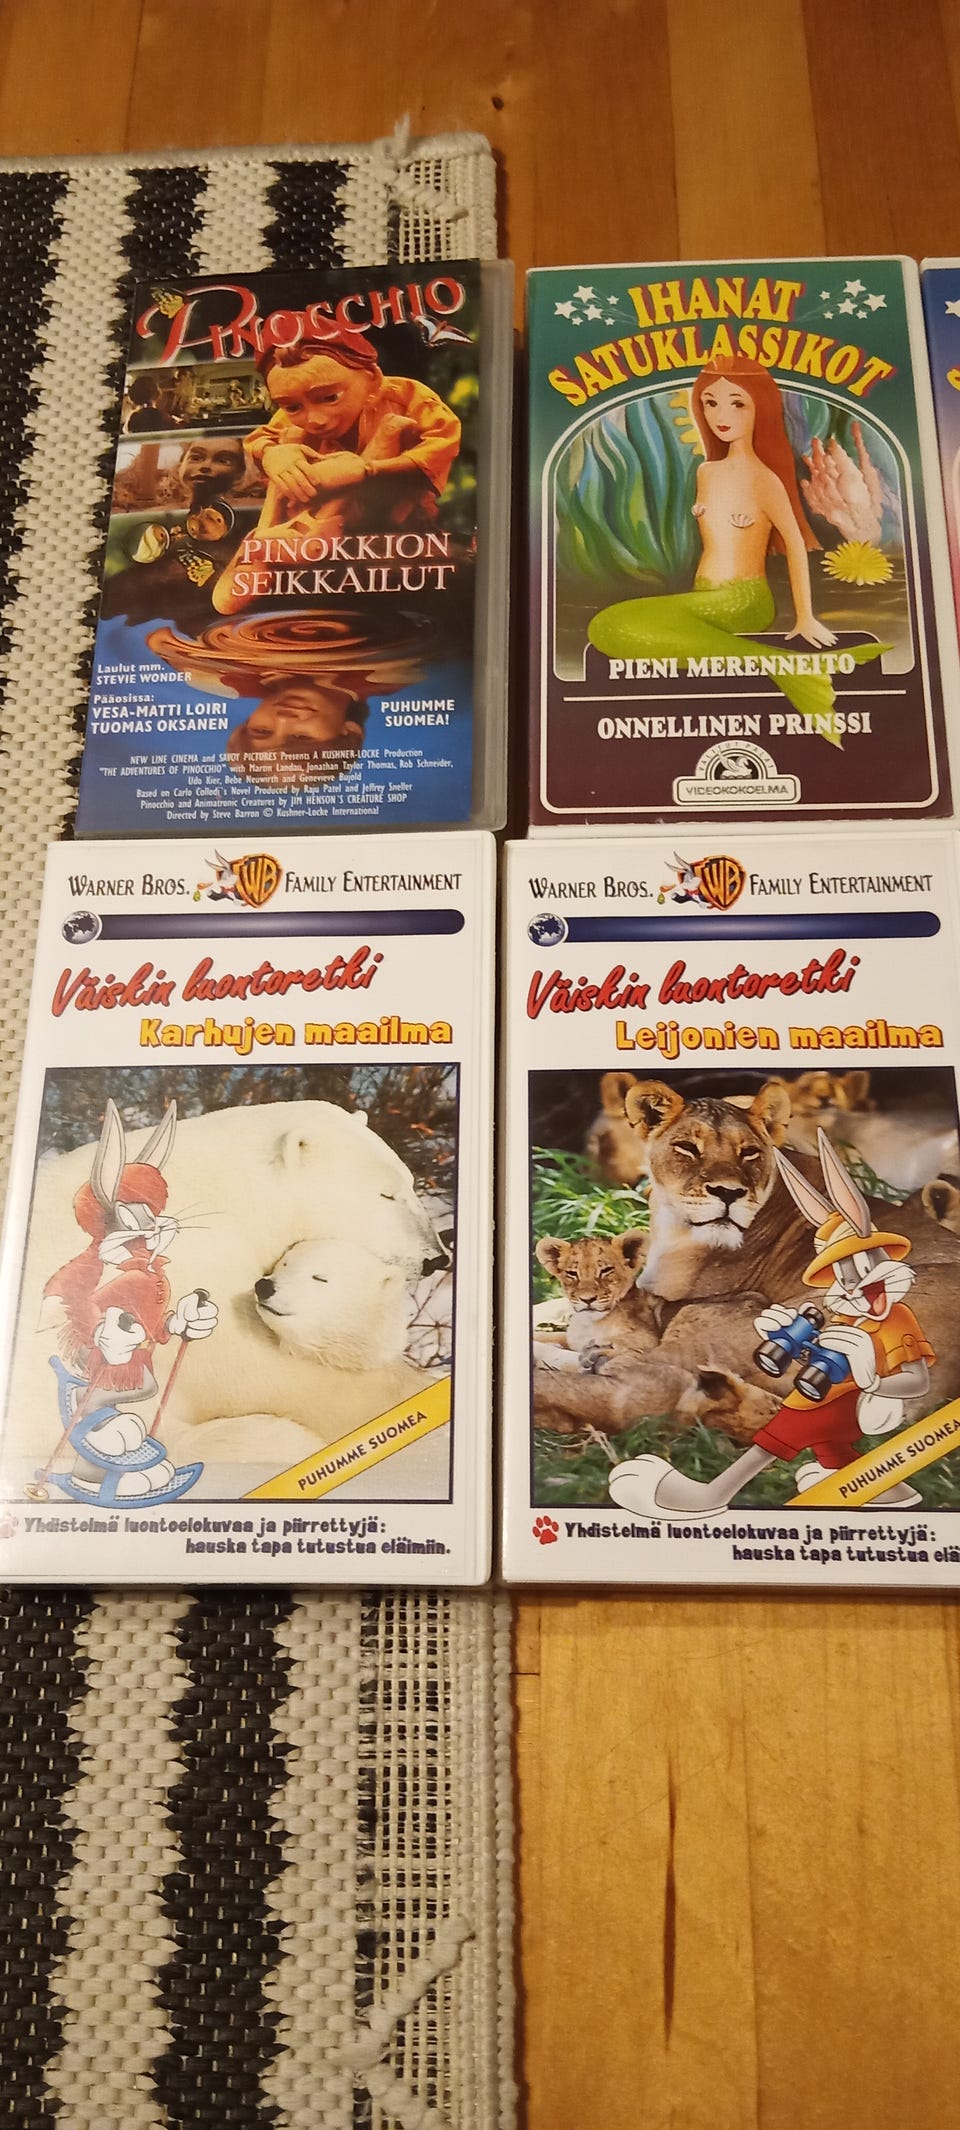 PINOCCHIO
PINOKKION
SEIKKAILUT
Laulut mm.
STEVIE WONDER
Pääosissa:
VESA-MATTI LOIRI
TUOMAS OKSANEN
PUHUMME
SUOMEA!
NEW LINE CINEMA and SAVOY PICTURES Presents A KUSHNER-LOCKE Production
"THE ADVENTURES OF PINOCCHIO" with Martin Landau, Jonathan Taylor Thomas, Rob Schneider,
Udo Kier, Bebe Neuwirth and Genevieve Bujold
Based on Carlo Collodi's Novel Produced by Raju Patel and Jeffrey Sneller
Pinocchio and Animatronic Creatures by JIM HENSON'S CREATURE SHOP
Directed by Steve Barron © Kushner-Locke International
IHANAT
SATUKLASSIKOT
PIENI MERENNEITO
ONNELLINEN PRINSSI
VALITUT PALAT
VIDEOKOKOELMA
WARNER BROS. WB FAMILY ENTERTAINMENT
Väiskin luontoretki
Karhujen maailma
PUHUMME SUOMEA
Yhdistelmä luontoelokuvaa ja piirrettyjä:
hauska tapa tutustua eläimiin.
WARNER BROS. WB FAMILY ENTERTAINMENT
Väiskin luontoretki
Leijonien maailma
PUHUMME SUOMEA
Yhdistelmä luontoelokuvaa ja piirrettyjä:
hauska tapa tutustua elä